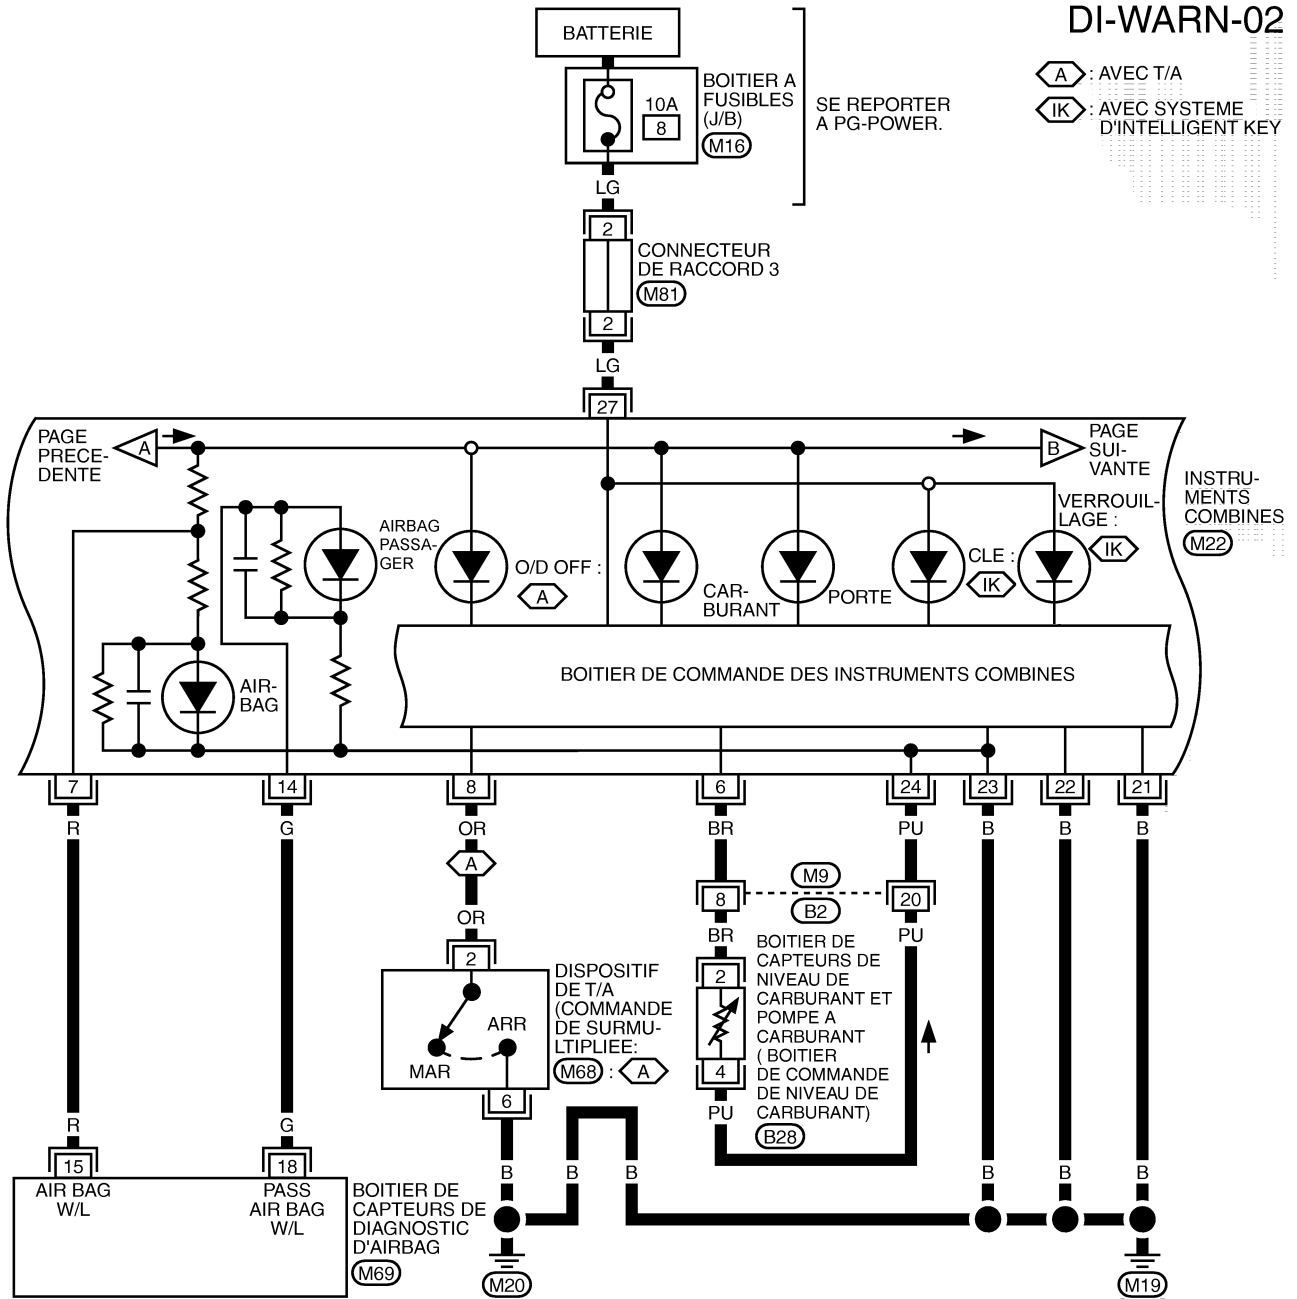 DI-WARN-02
BATTERIE
A : AVEC T/A
IK : AVEC SYSTEME
D'INTELLIGENT KEY
10A
8
BOITIER A
FUSIBLES
(J/B)
M16
SE REPORTER
A PG-POWER.
LG
2
CONNECTEUR
DE RACCORD 3
M81
2
LG
27
PAGE
PRECE-
DENTE
A
B
PAGE
SUI-
VANTE
INSTRU-
MENTS
COMBINES
M22
AIRBAG
PASSA-
GER
O/D OFF :
A
CAR-
BURANT
PORTE
CLE :
IK
VERROUIL-
LAGE :
IK
AIR-
BAG
BOITIER DE COMMANDE DES INSTRUMENTS COMBINES
7 14 8 6 24 23 22 21
R G OR BR PU B B B
A
OR
M9
8 20
B2
BR PU
2
DISPOSITIF
DE T/A
(COMMANDE
DE SURMU-
LTIPLIEE:
M68 : A
ARR
MAR
6
2
4
PU
BOITIER DE
CAPTEURS DE
NIVEAU DE
CARBURANT ET
POMPE A
CARBURANT
( BOITIER
DE COMMANDE
DE NIVEAU DE
CARBURANT)
B28
R G
15 18
AIR BAG
W/L
PASS
AIR BAG
W/L
BOITIER DE
CAPTEURS DE
DIAGNOSTIC
D'AIRBAG
M69
B B B B B B
M20
M19